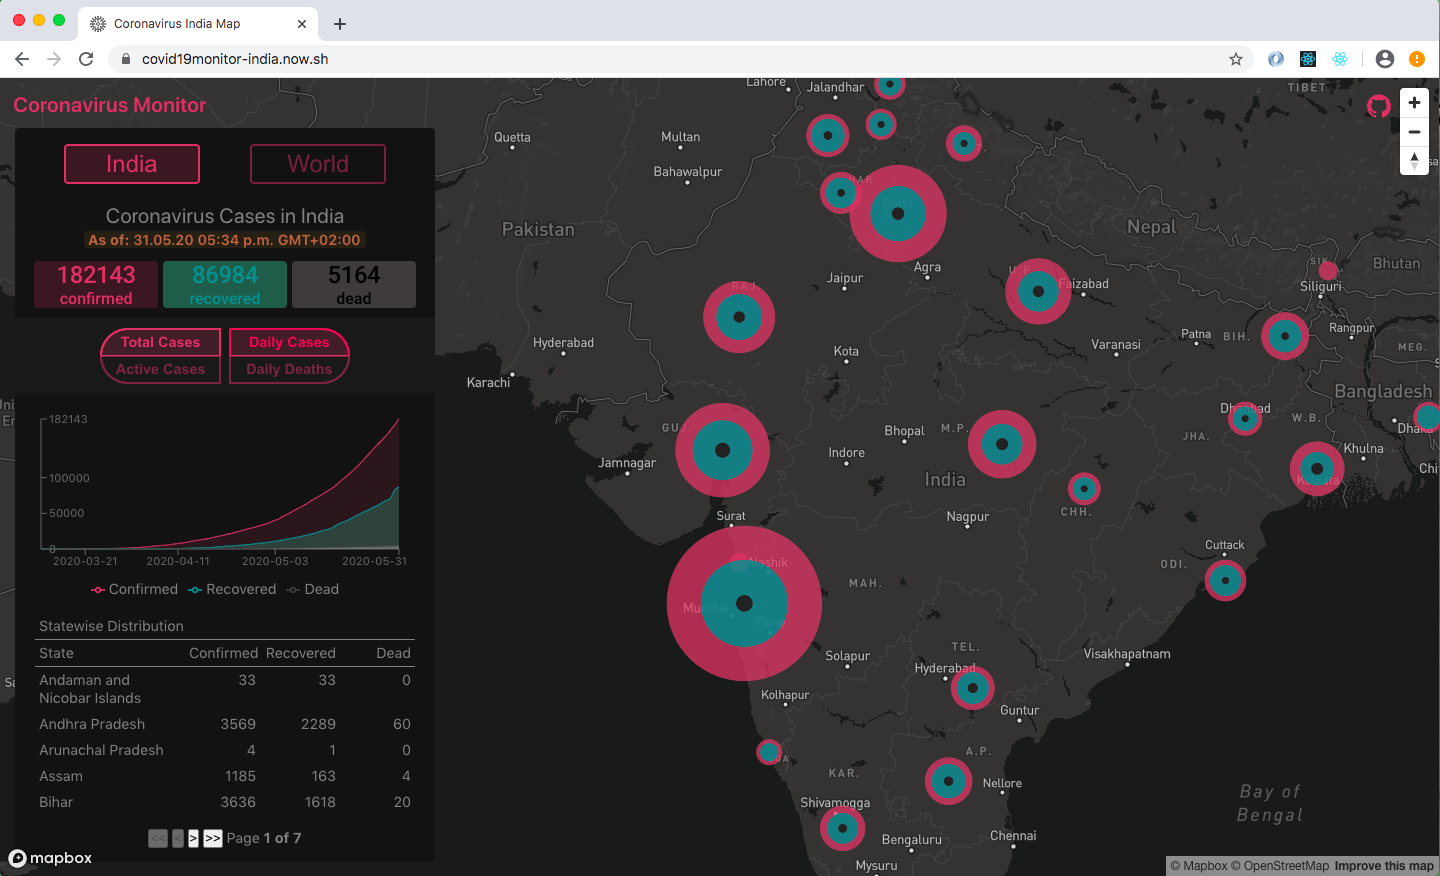 Coronavirus India Map
covid19monitor-india.now.sh
Coronavirus Monitor
India
World
Coronavirus Cases in India
As of: 31.05.20 05:34 p.m. GMT+02:00
182143 86984 5164
confirmed recovered dead
Total Cases Daily Cases
Active Cases Daily Deaths
182143
100000
50000
0
2020-03-21 2020-04-11 2020-05-03 2020-05-31
Confirmed Recovered Dead
Statewise Distribution
State Confirmed Recovered Dead
Andaman and Nicobar Islands 33 33 0
Andhra Pradesh 3569 2289 60
Arunachal Pradesh 4 1 0
Assam 1185 163 4
Bihar 3636 1618 20
<< < > >> Page 1 of 7
mapbox
Lahore
Jalandhar
TIBET
Quetta
Multan
Bahawalpur
HAR.
Delhi
Pakistan
Nepal
Agra
Jaipur
U.P.
Faizabad
SIK.
Bhutan
Siliguri
RAJ.
Hyderabad
Kota
Varanasi
Patna
BIH.
Rangpur
MEG.
Karachi
Bangladesh
GUJ.
Bhopal
M.P.
Dhanbad
W.B.
Dhaka
JHA.
Indore
Khulna
Jamnagar
India
Kolkata
Chi
Surat
Nagpur
CHH.
Nashik
MAH.
Cuttack
ODI.
Mumbai
Pune
Solapur
TEL.
Hyderabad
Visakhapatnam
Kolhapur
Guntur
A.P.
KAR.
Nellore
Shivamogga
Bay of
Bengal
Bengaluru
Chennai
Mysuru
© Mapbox © OpenStreetMap Improve this map